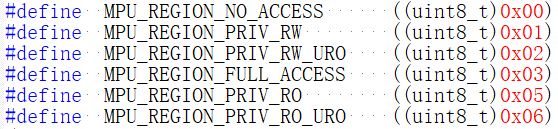 #define MPU_REGION_NO_ACCESS ((uint8_t)0x00)
#define MPU_REGION_PRIV_RW ((uint8_t)0x01)
#define MPU_REGION_PRIV_RW_URO ((uint8_t)0x02)
#define MPU_REGION_FULL_ACCESS ((uint8_t)0x03)
#define MPU_REGION_PRIV_RO ((uint8_t)0x05)
#define MPU_REGION_PRIV_RO_URO ((uint8_t)0x06)